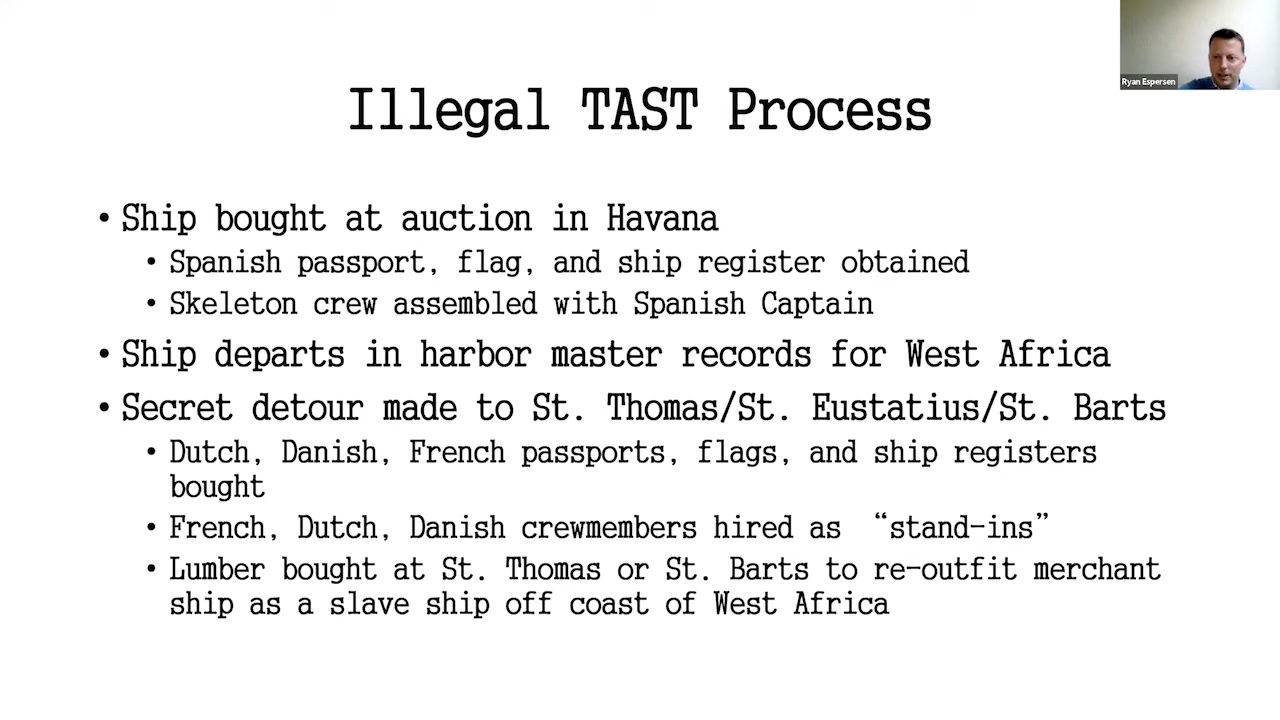 Ryan Espersen
Illegal TAST Process
• Ship bought at auction in Havana
• Spanish passport, flag, and ship register obtained
• Skeleton crew assembled with Spanish Captain
• Ship departs in harbor master records for West Africa
• Secret detour made to St. Thomas/St. Eustatius/St. Barts
• Dutch, Danish, French passports, flags, and ship registers
bought
• French, Dutch, Danish crewmembers hired as “stand-ins”
• Lumber bought at St. Thomas or St. Barts to re-outfit merchant
ship as a slave ship off coast of West Africa